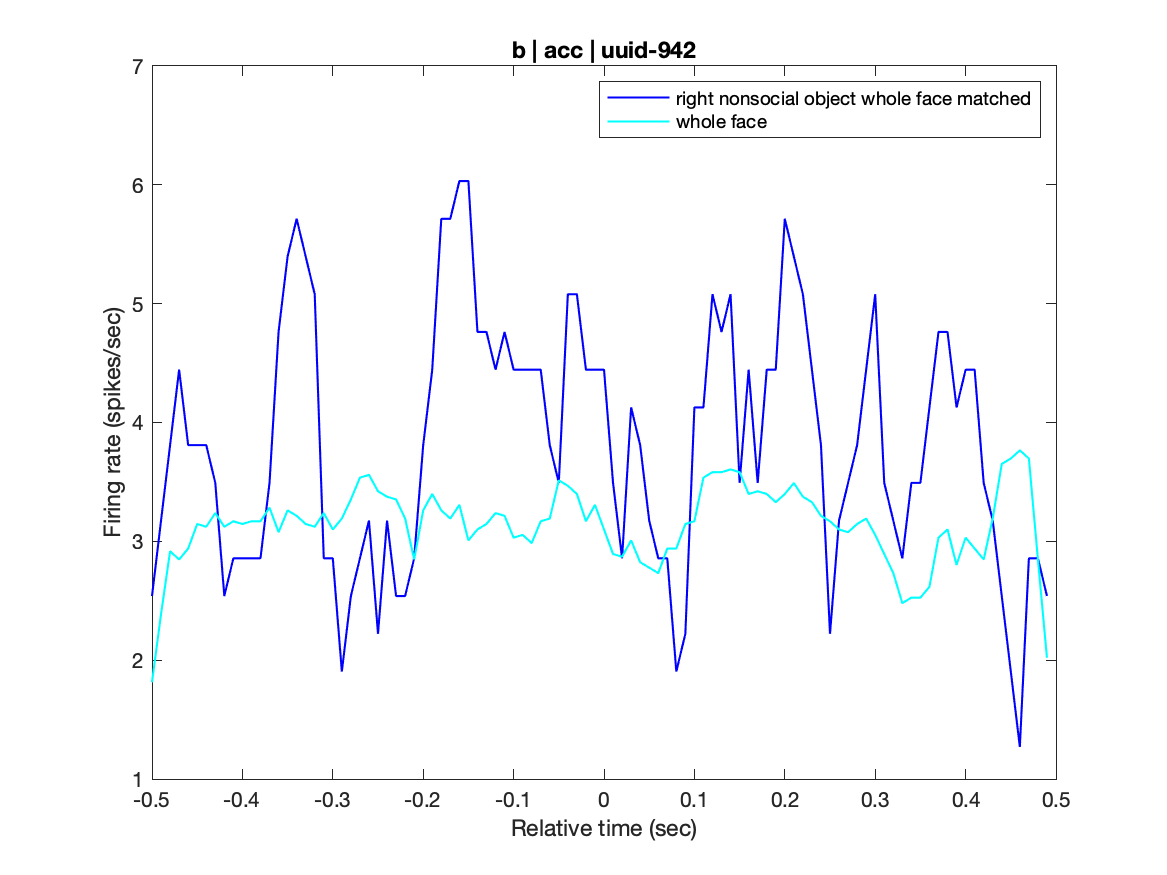 b | acc | uuid-942
right nonsocial object whole face matched
whole face
Firing rate (spikes/sec)
7
6
5
4
3
2
1
-0.5 -0.4 -0.3 -0.2 -0.1 0 0.1 0.2 0.3 0.4 0.5
Relative time (sec)